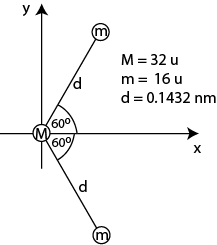 y
m
d
M = 32 u
m = 16 u
d = 0.1432 nm
60º
M
60º
x
d
m